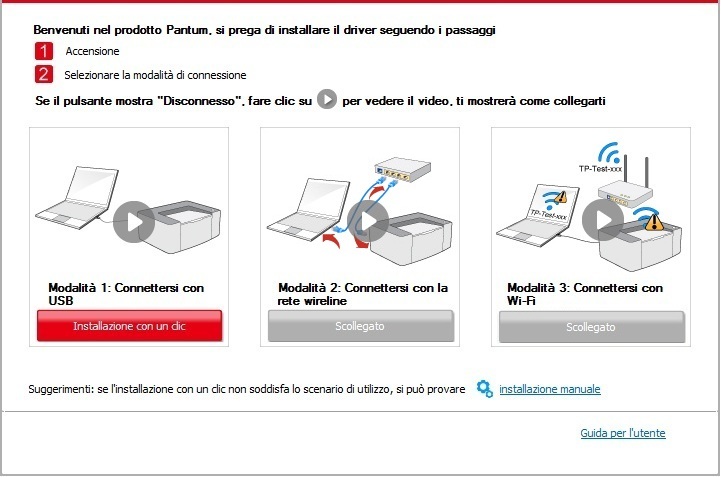 Benvenuti nel prodotto Pantum, si prega di installare il driver seguendo i passaggi
1 Accensione
2 Selezionare la modalità di connessione
Se il pulsante mostra "Disconnesso", fare clic su per vedere il video, ti mostrerà come collegarti
TP-Test-xxx
TP-Test-xxx
Modalità 1: Connettersi con
USB
Installazione con un clic
Modalità 2: Connettersi con la
rete wireline
Scollegato
Modalità 3: Connettersi con
Wi-Fi
Scollegato
Suggerimenti: se l'installazione con un clic non soddisfa lo scenario di utilizzo, si può provare installazione manuale
Guida per l'utente